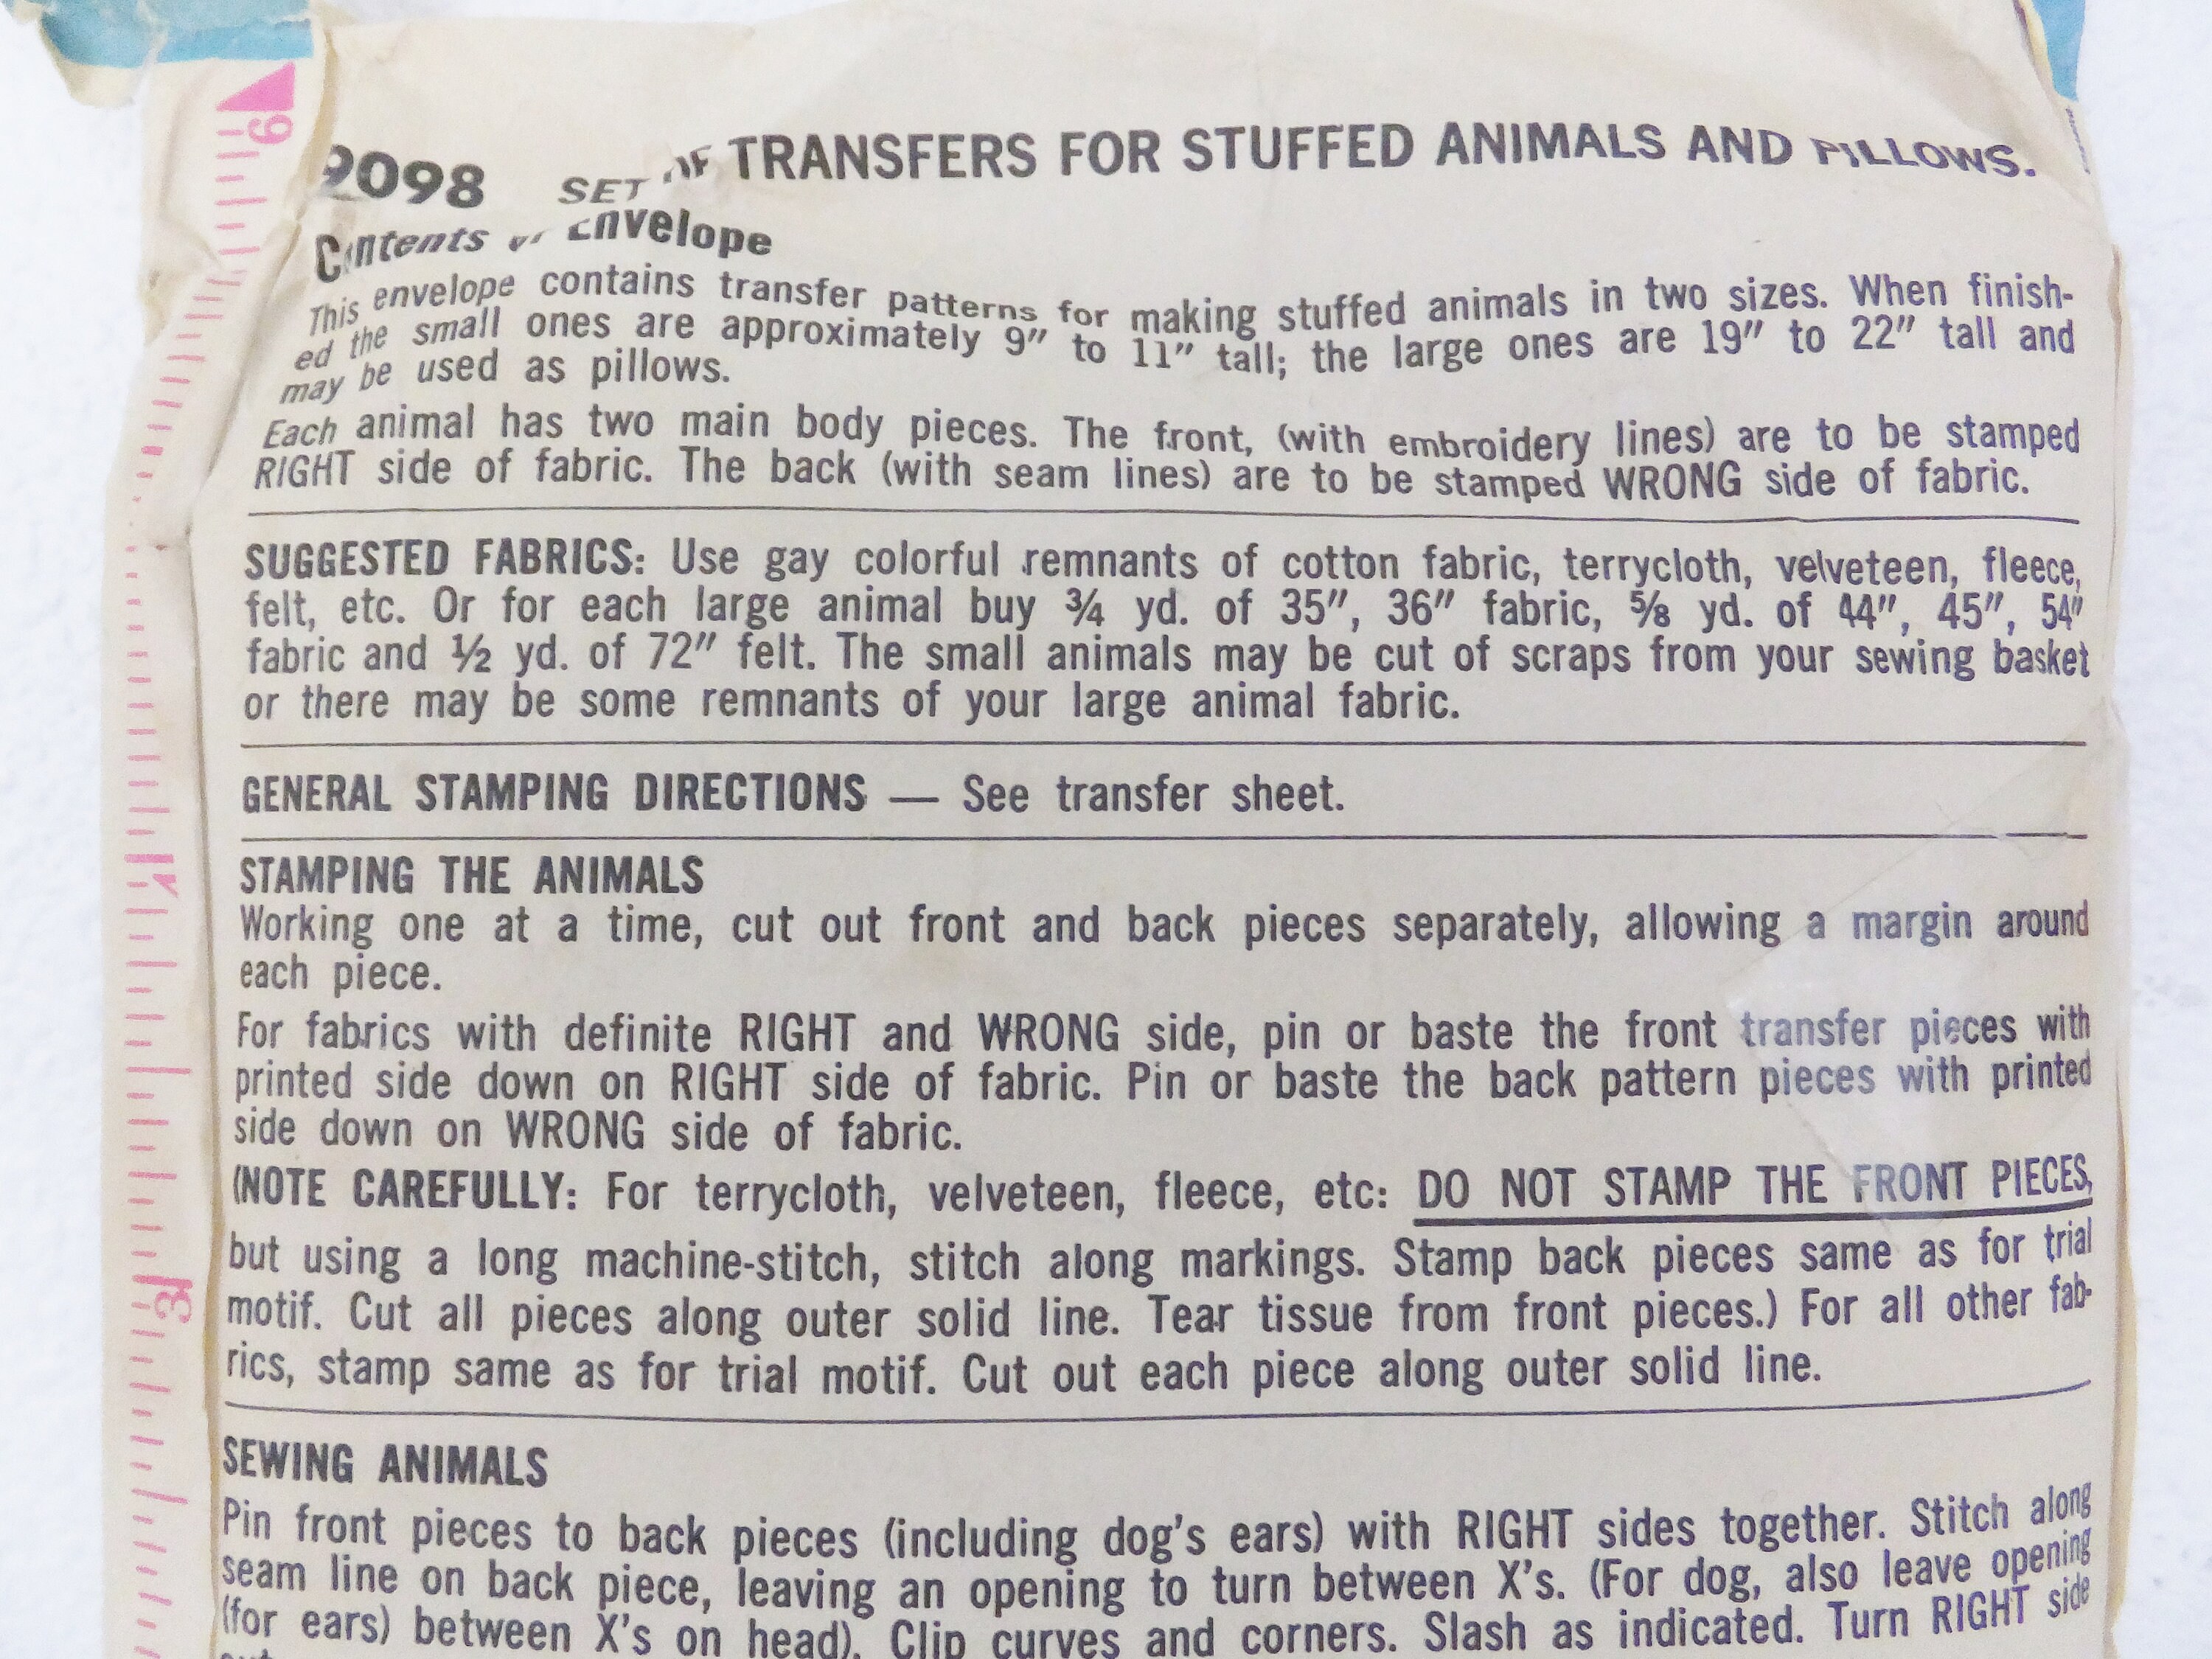 9098 SET OF TRANSFERS FOR STUFFED ANIMALS AND PILLOWS.
Contents of Envelope
This envelope contains transfer patterns for making stuffed animals in two sizes. When finish-
ed the small ones are approximately 9" to 11" tall; the large ones are 19" to 22" tall and
may be used as pillows.
Each animal has two main body pieces. The front, (with embroidery lines) are to be stamped
RIGHT side of fabric. The back (with seam lines) are to be stamped WRONG side of fabric.
SUGGESTED FABRICS: Use gay colorful remnants of cotton fabric, terrycloth, velveteen, fleece,
felt, etc. Or for each large animal buy ¾ yd. of 35", 36" fabric, ⅝ yd. of 44", 45", 54"
fabric and ½ yd. of 72" felt. The small animals may be cut of scraps from your sewing basket
or there may be some remnants of your large animal fabric.
GENERAL STAMPING DIRECTIONS — See transfer sheet.
STAMPING THE ANIMALS
Working one at a time, cut out front and back pieces separately, allowing a margin around
each piece.
For fabrics with definite RIGHT and WRONG side, pin or baste the front transfer pieces with
printed side down on RIGHT side of fabric. Pin or baste the back pattern pieces with printed
side down on WRONG side of fabric.
(NOTE CAREFULLY: For terrycloth, velveteen, fleece, etc: DO NOT STAMP THE FRONT PIECES,
but using a long machine-stitch, stitch along markings. Stamp back pieces same as for trial
motif. Cut all pieces along outer solid line. Tear tissue from front pieces.) For all other fab-
rics, stamp same as for trial motif. Cut out each piece along outer solid line.
SEWING ANIMALS
Pin front pieces to back pieces (including dog's ears) with RIGHT sides together. Stitch along
seam line on back piece, leaving an opening to turn between X's. (For dog, also leave opening
(for ears) between X's on head). Clip curves and corners. Slash as indicated. Turn RIGHT side
6
3